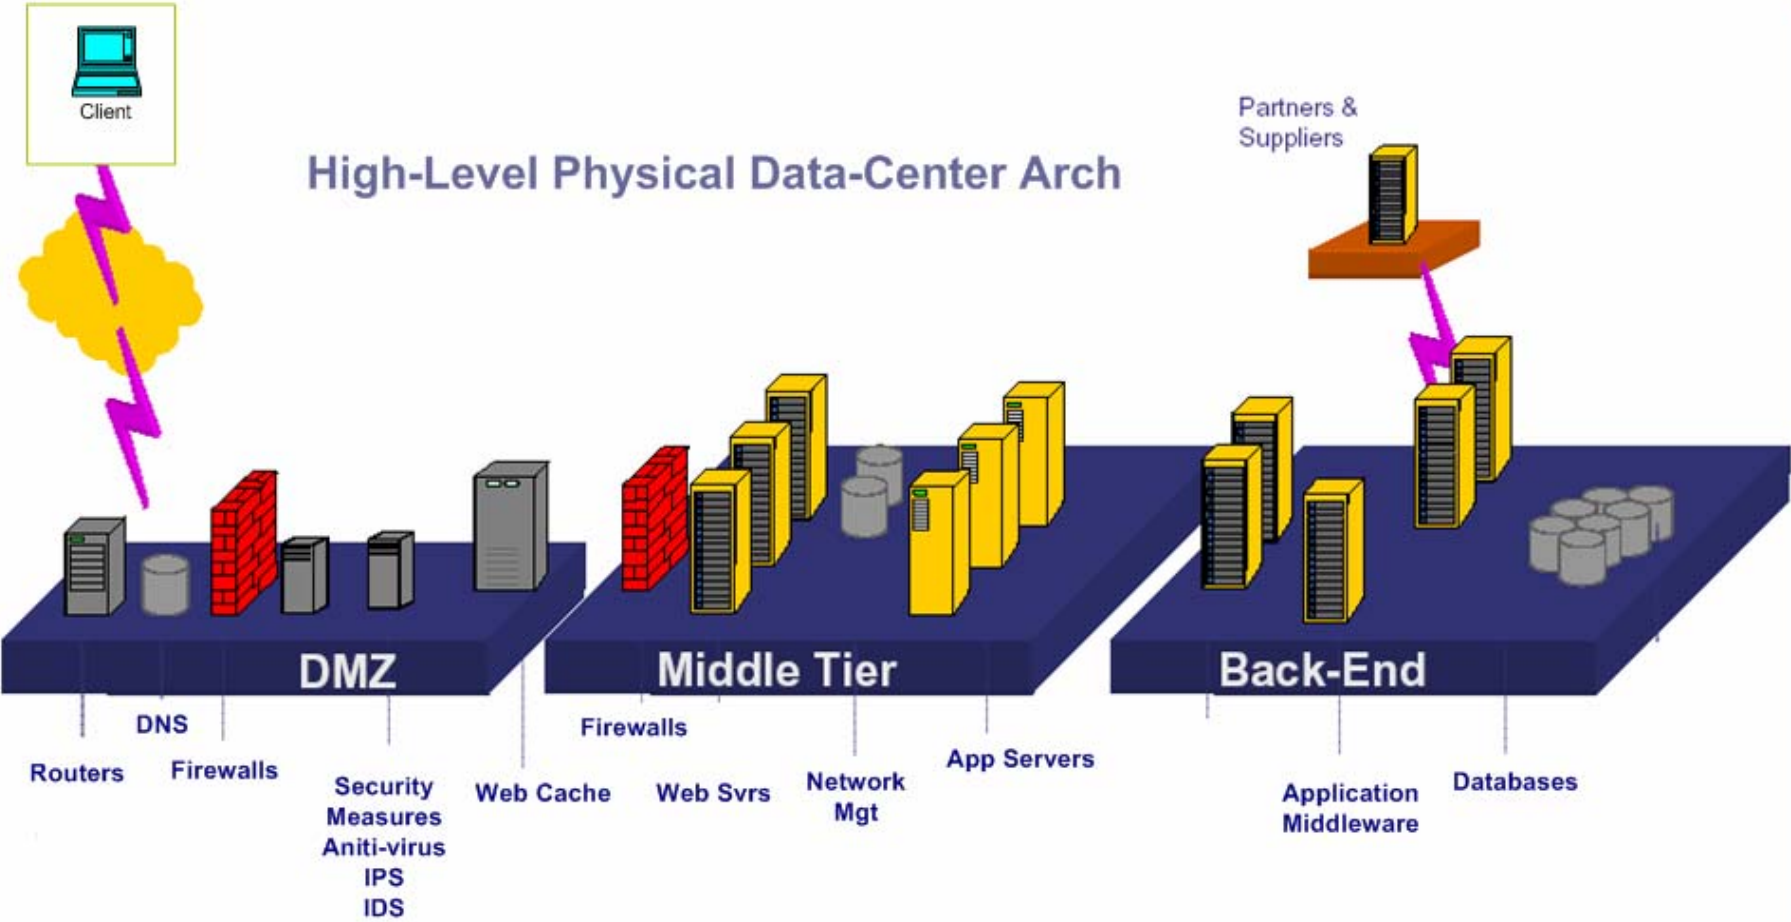 Client
Partners &
Suppliers
High-Level Physical Data-Center Arch
DMZ
Middle Tier
Back-End
DNS
Routers
Firewalls
Security
Measures
Aniti-virus
IPS
IDS
Web Cache
Firewalls
Web Svrs
Network
Mgt
App Servers
Application
Middleware
Databases